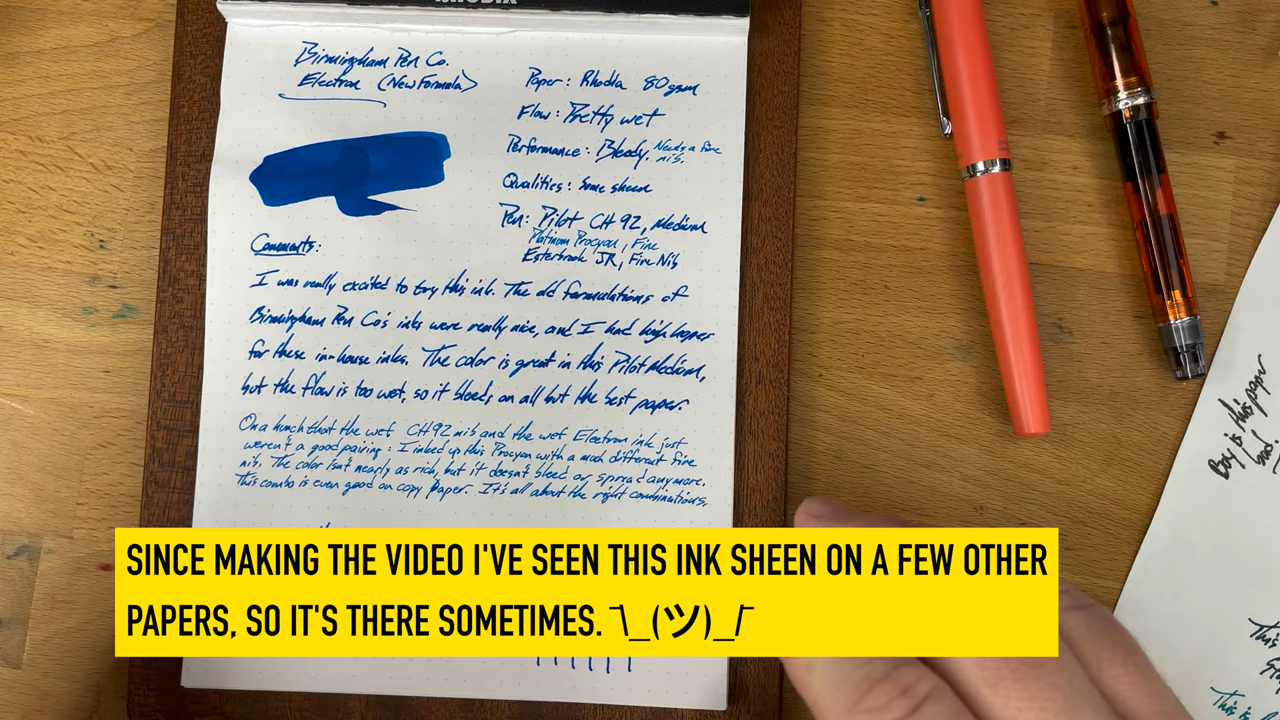 RHODIA
Birmingham Pen Co.
Electron (New Formula)
Paper: Rhodia 80gsm
Flow: Pretty wet
Performance: Bleedy. Needs a fine
nib.
Qualities: Some sheen
Pen: Pilot CH 92, Medium
Platinum Procyon, Fine
Esterbrook JR, Fine Nib
Comments:
I was really excited to try this ink. The old formulations of
Birmingham Pen Co's inks were really nice, and I had high hopes
for these in-house inks. The color is great in this Pilot Medium,
but the flow is too wet, so it bleeds on all but the best paper.
On a hunch that the wet CH92 nib and the wet Electron ink just
weren't a good pairing: I inked up this Procyon with a much different fine
nib. The color isn't nearly as rich, but it doesn't bleed or spread anymore.
This combo is even good on copy paper. It's all about the right combinations.
SINCE MAKING THE VIDEO I'VE SEEN THIS INK SHEEN ON A FEW OTHER
PAPERS, SO IT'S THERE SOMETIMES. ¯\_(ツ)_/¯
Boy is this paper
bad
This
This is